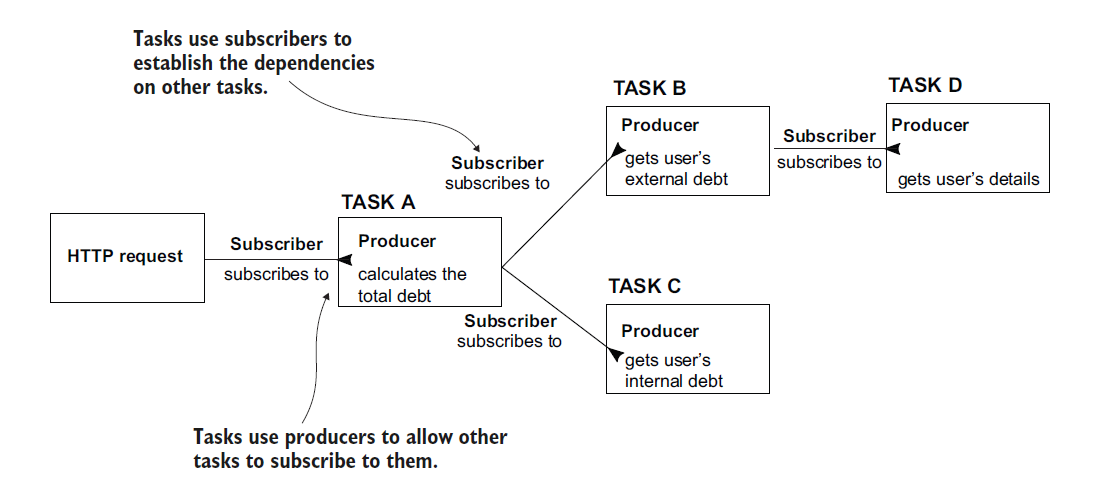 Tasks use subscribers to
establish the dependencies
on other tasks.
TASK B
TASK D
Producer
Subscriber
Producer
Subscriber
subscribes to
gets user's
external debt
subscribes to
gets user's details
TASK A
HTTP request
Subscriber
subscribes to
Producer
calculates the
total debt
TASK C
Subscriber
subscribes to
Producer
gets user's
internal debt
Tasks use producers to allow other
tasks to subscribe to them.